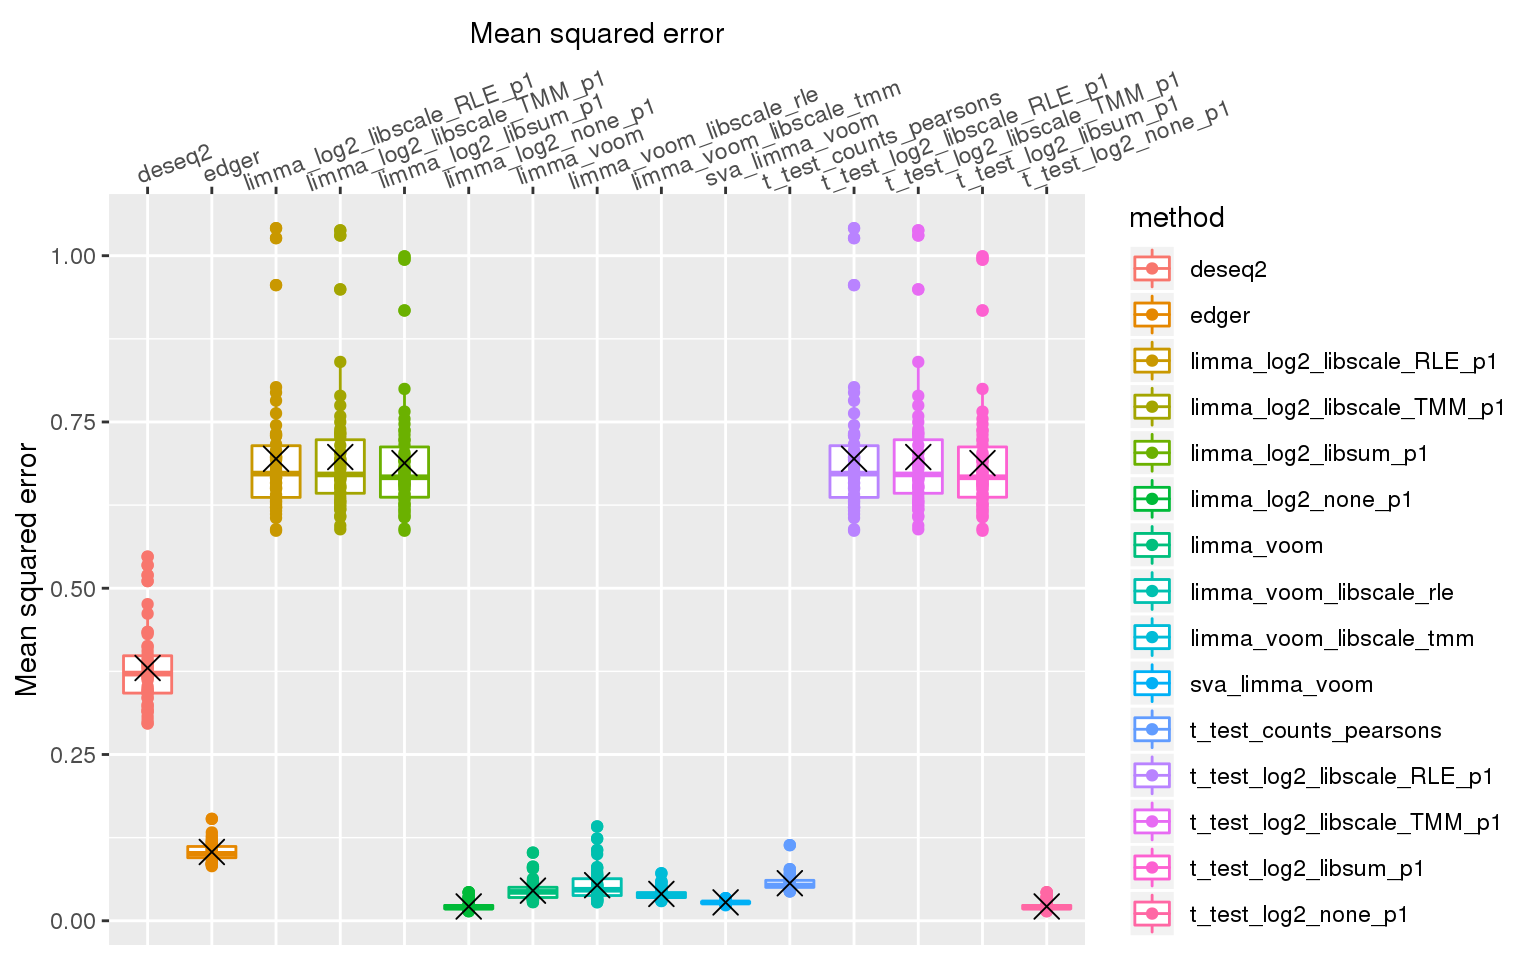 Mean squared error
deseq2
edger
limma_log2_libscale_RLE_p1
limma_log2_libscale_TMM_p1
limma_log2_libsum_p1
limma_log2_none_p1
limma_voom
limma_voom_libscale_rle
limma_voom_libscale_tmm
sva_limma_voom
t_test_counts_pearsons
t_test_log2_libscale_RLE_p1
t_test_log2_libscale_TMM_p1
t_test_log2_libsum_p1
t_test_log2_none_p1
Mean squared error
1.00
0.75
0.50
0.25
0.00
method
deseq2
edger
limma_log2_libscale_RLE_p1
limma_log2_libscale_TMM_p1
limma_log2_libsum_p1
limma_log2_none_p1
limma_voom
limma_voom_libscale_rle
limma_voom_libscale_tmm
sva_limma_voom
t_test_counts_pearsons
t_test_log2_libscale_RLE_p1
t_test_log2_libscale_TMM_p1
t_test_log2_libsum_p1
t_test_log2_none_p1